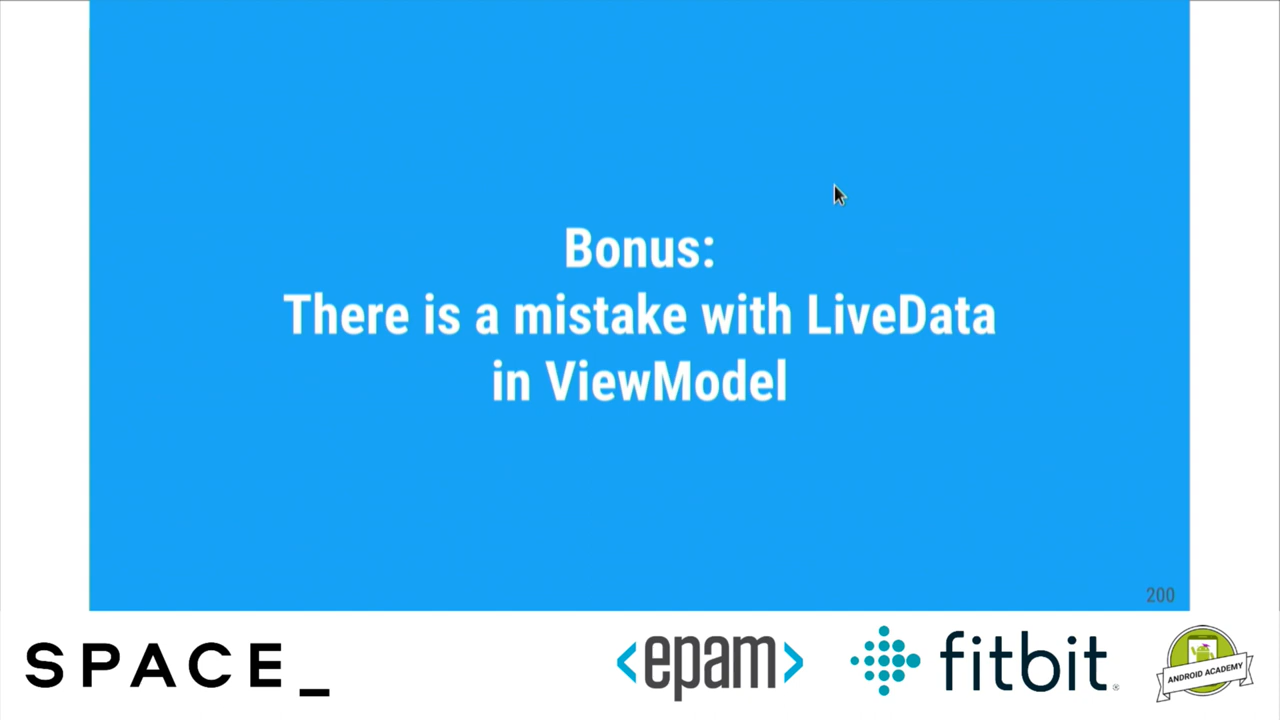 Bonus:
There is a mistake with LiveData
in ViewModel
200
SPACE_
<epam>
fitbit®
ANDROID ACADEMY